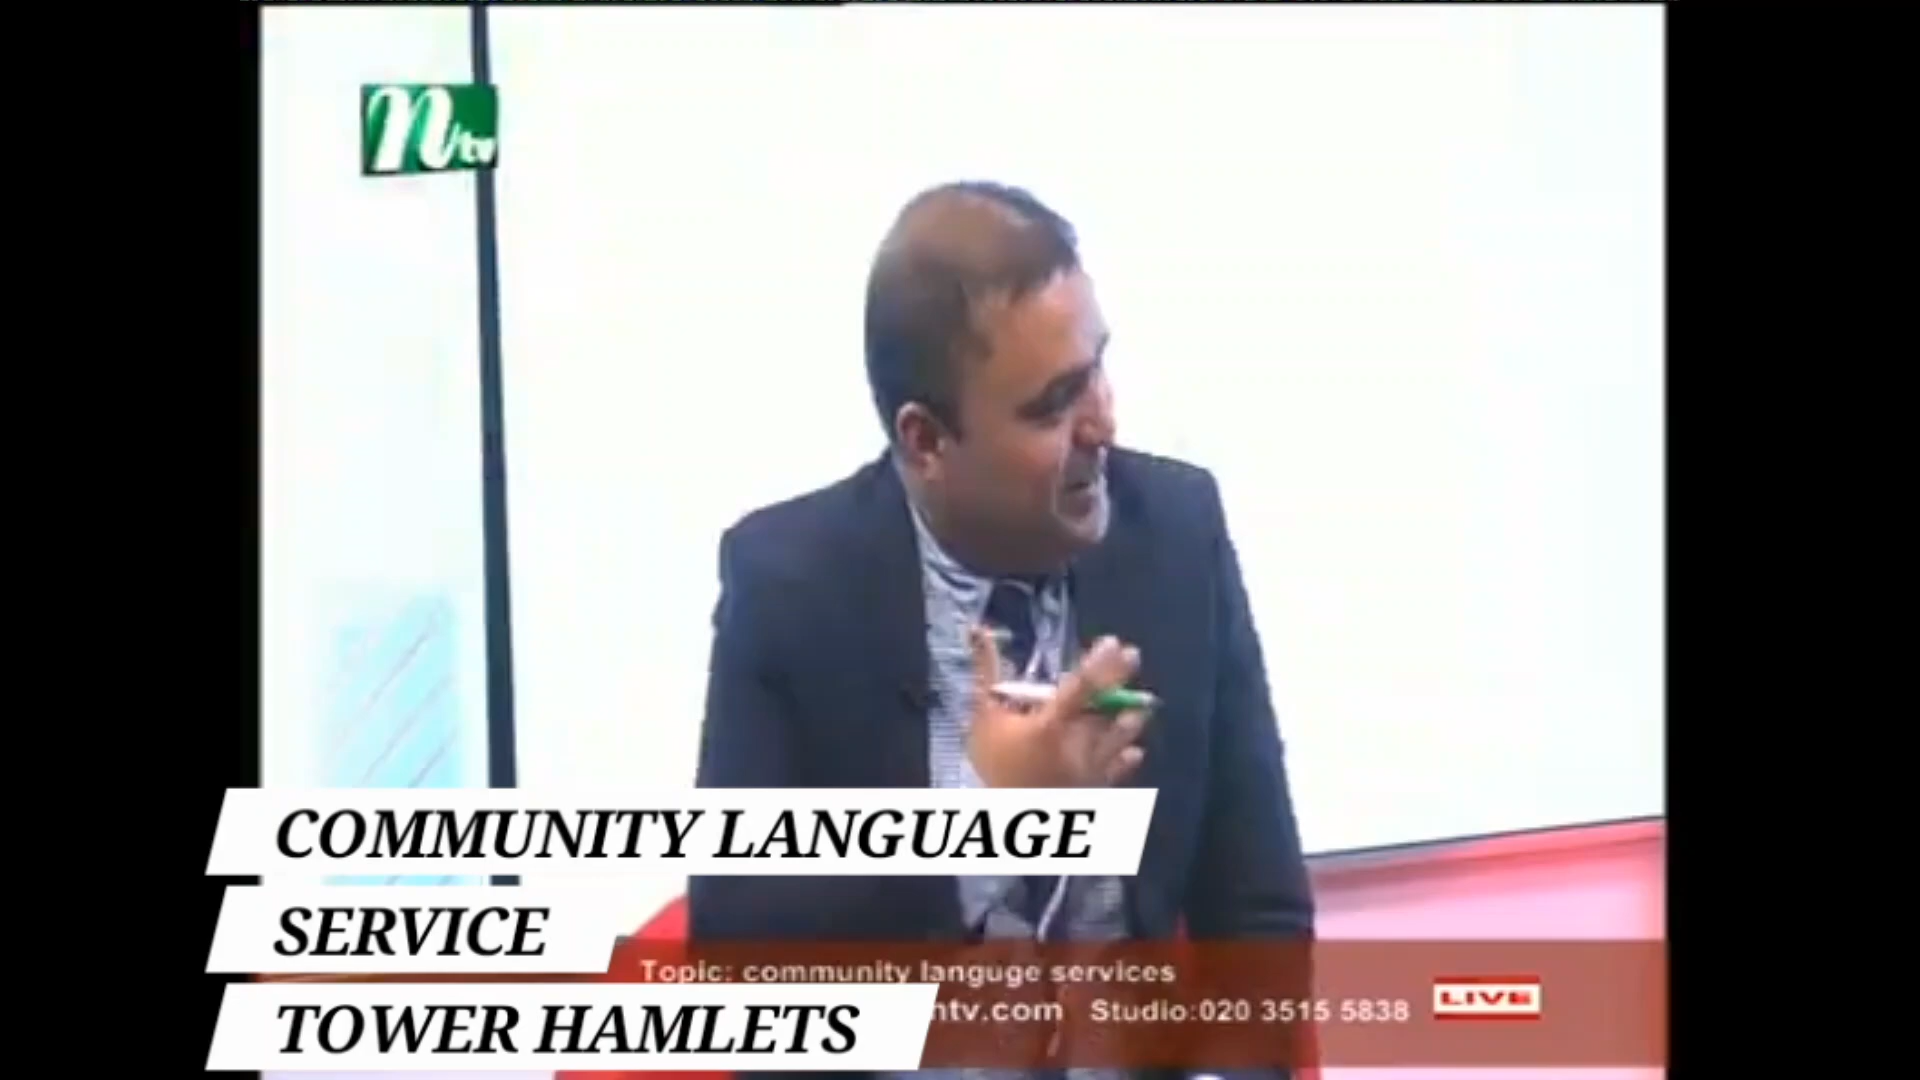 ntv
COMMUNITY LANGUAGE
SERVICE
TOWER HAMLETS
Topic: community languge services
ntv.com Studio:020 3515 5838
LIVE